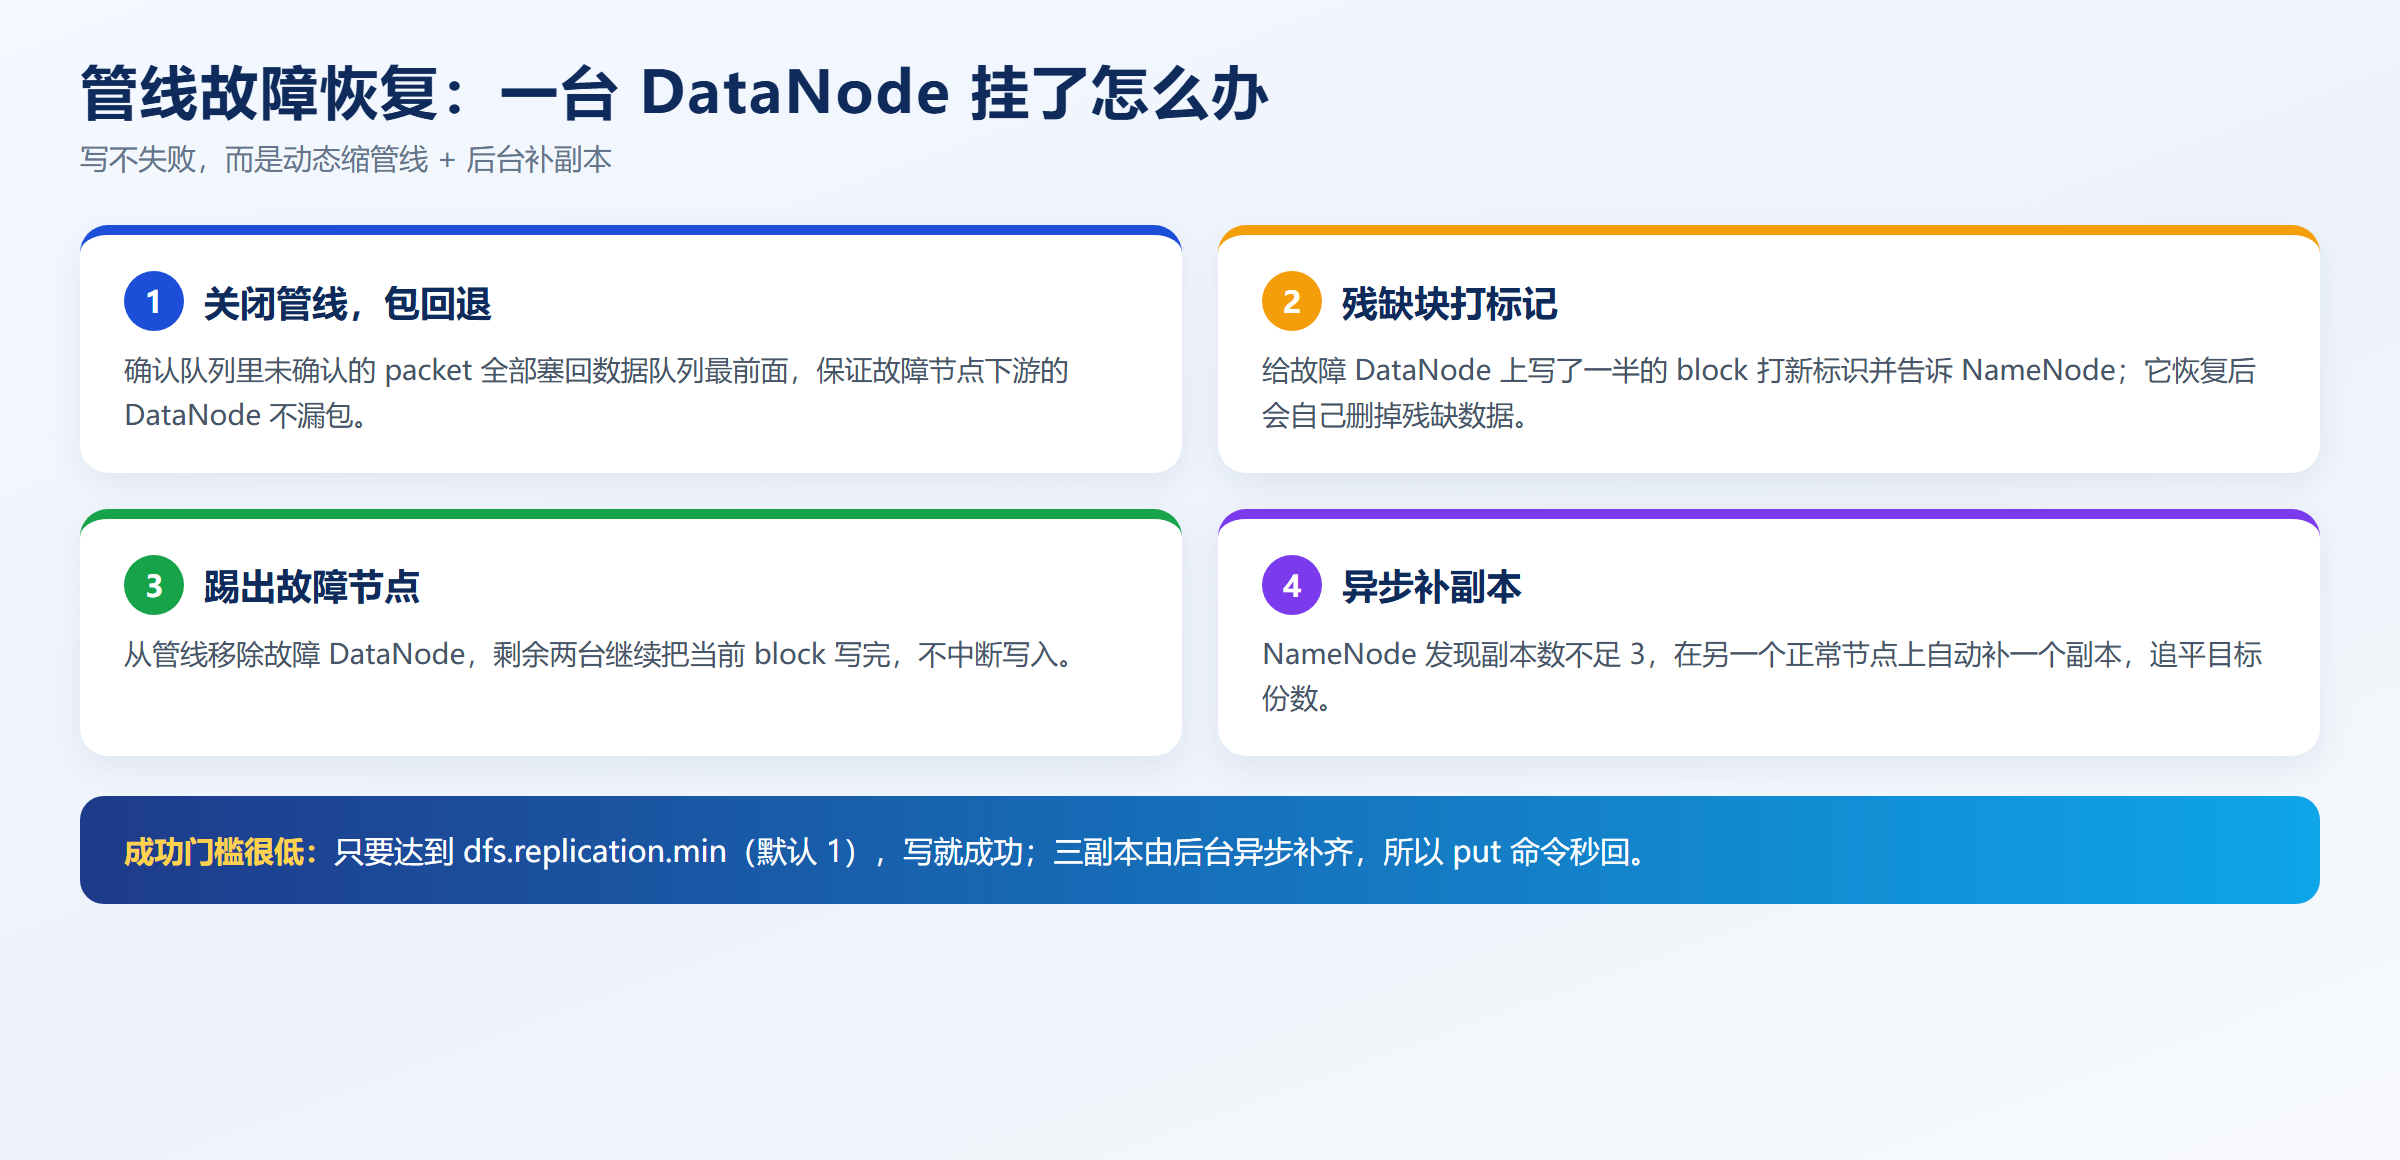 管线故障恢复：一台 DataNode 挂了怎么办
写不失败，而是动态缩管线 + 后台补副本
1 关闭管线，包回退
确认队列里未确认的 packet 全部塞回数据队列最前面，保证故障节点下游的
DataNode 不漏包。
2 残缺块打标记
给故障 DataNode 上写了一半的 block 打新标识并告诉 NameNode；它恢复后
会自己删掉残缺数据。
3 踢出故障节点
从管线移除故障 DataNode，剩余两台继续把当前 block 写完，不中断写入。
4 异步补副本
NameNode 发现副本数不足 3，在另一个正常节点上自动补一个副本，追平目标
份数。
成功门槛很低：只要达到 dfs.replication.min（默认 1），写就成功；三副本由后台异步补齐，所以 put 命令秒回。